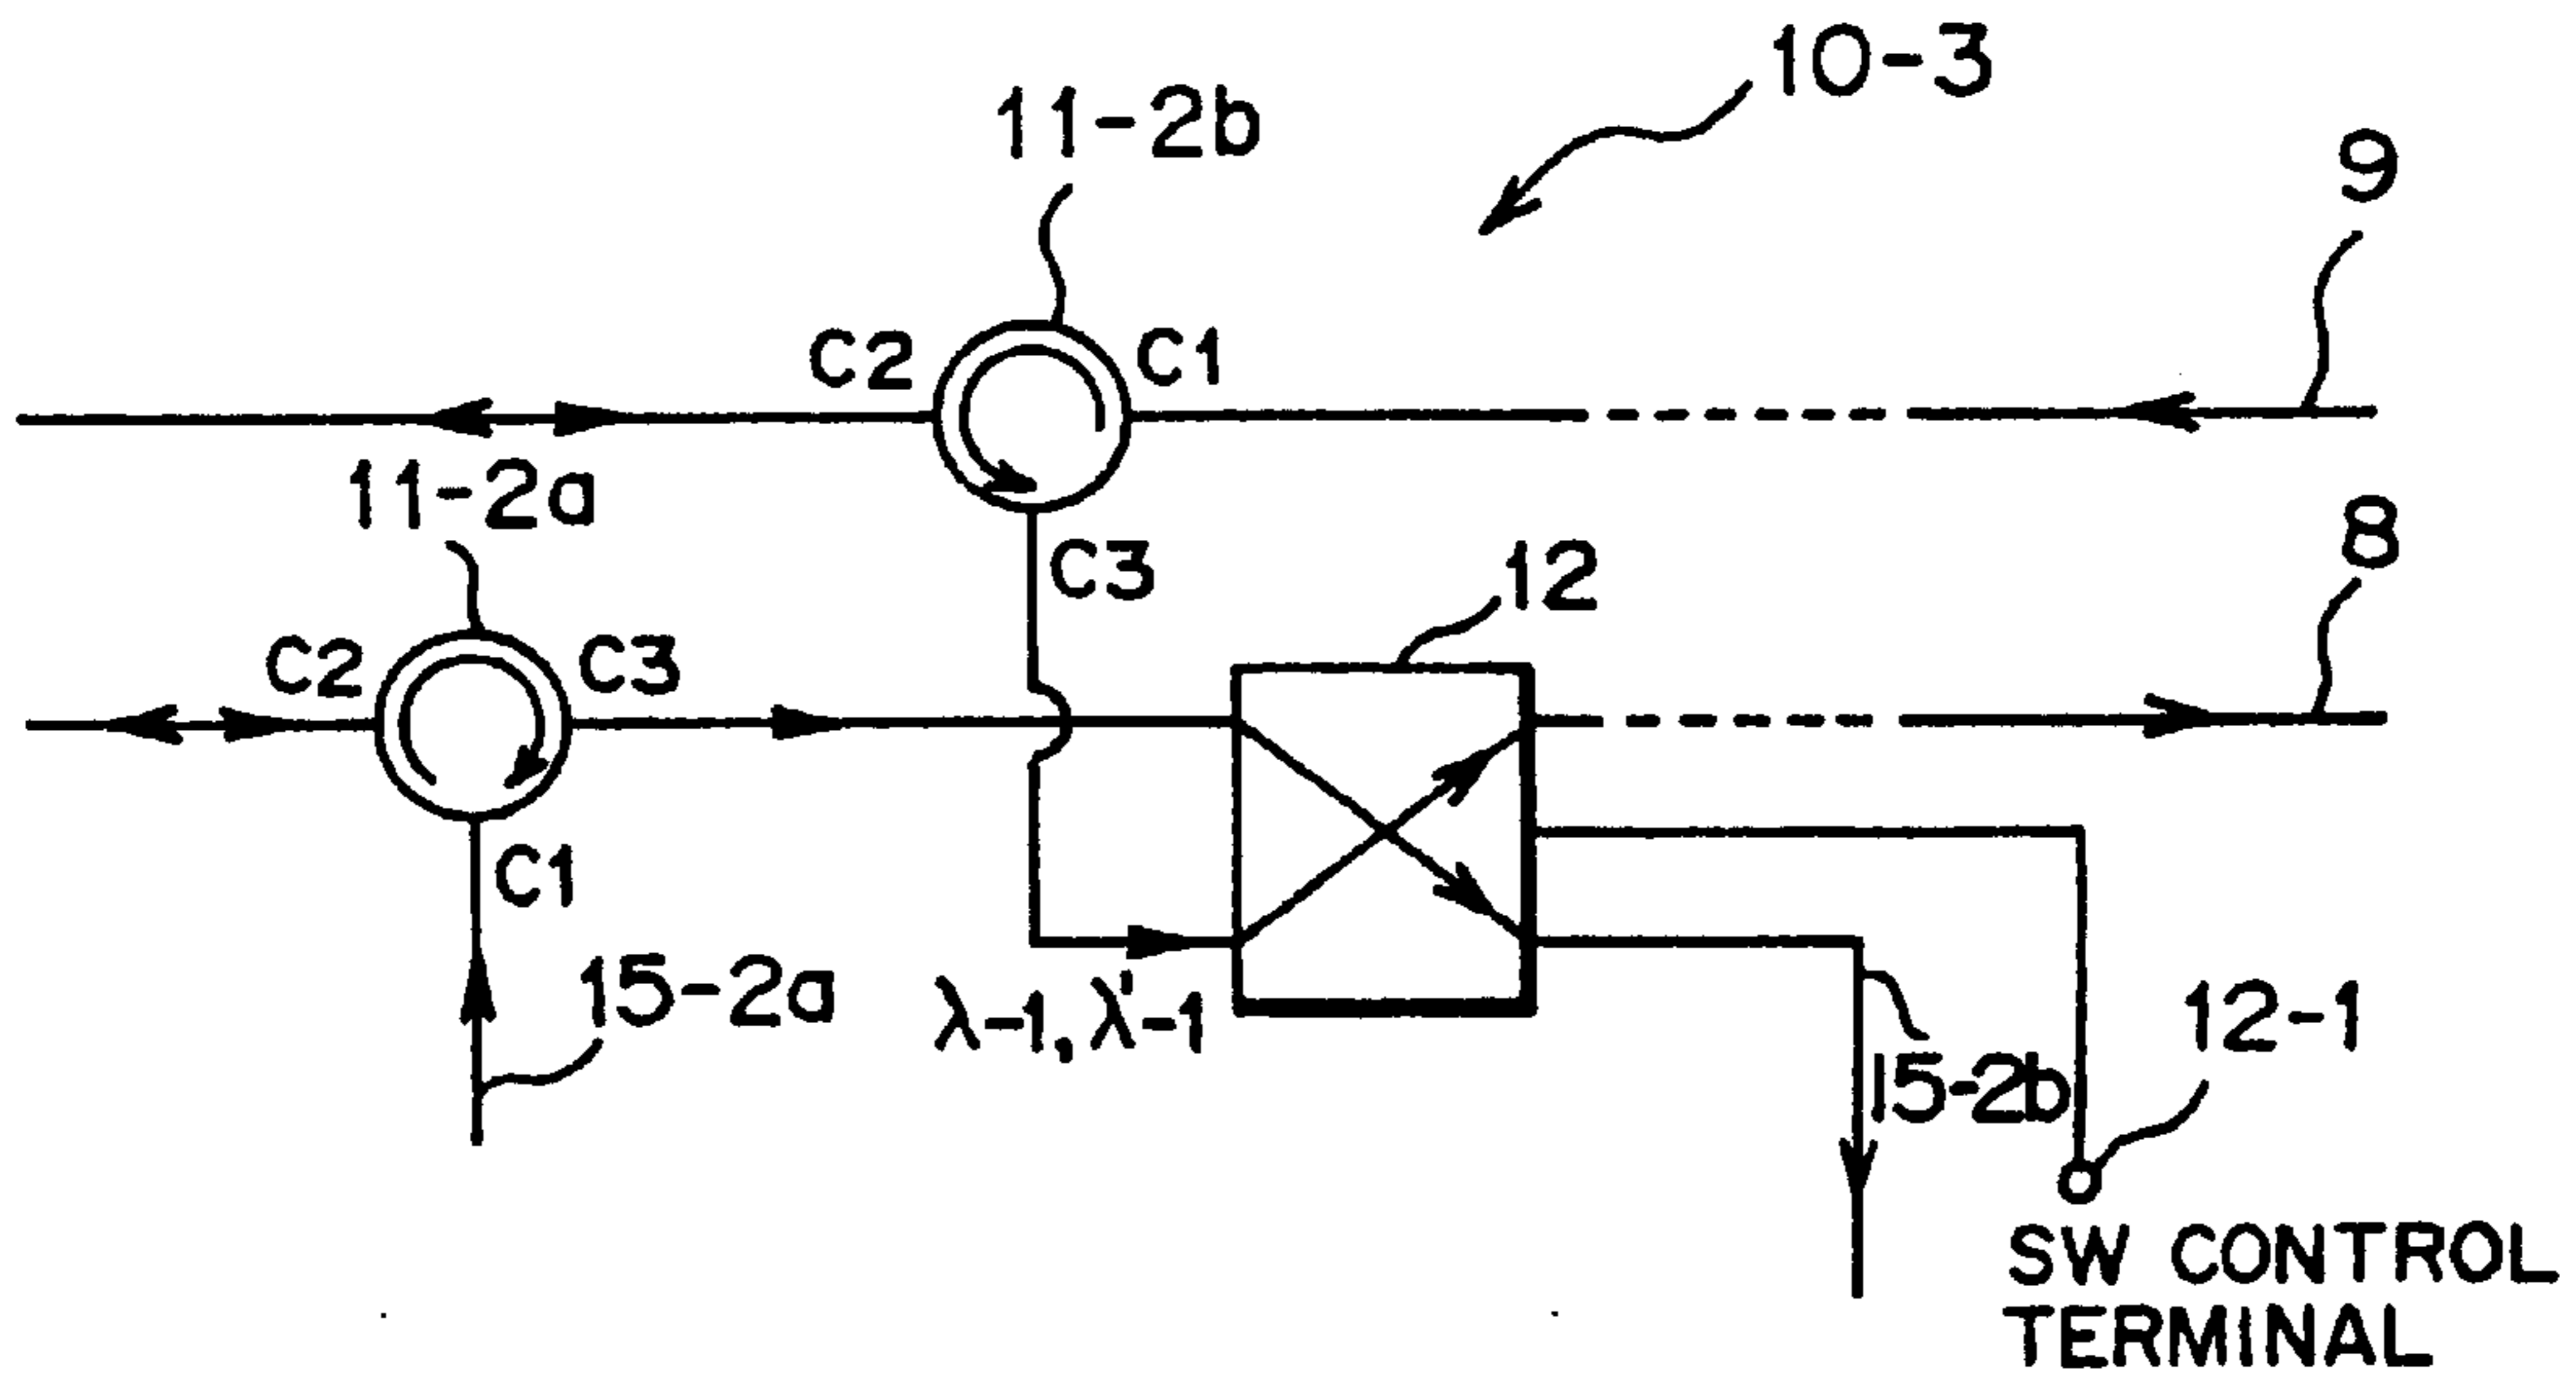 10-3
11-2b
9
C2
C1
11-2a
8
C3
12
C2
C3
C1
15-2a
λ-1, λ'-1
12-1
15-2b
SW CONTROL
TERMINAL